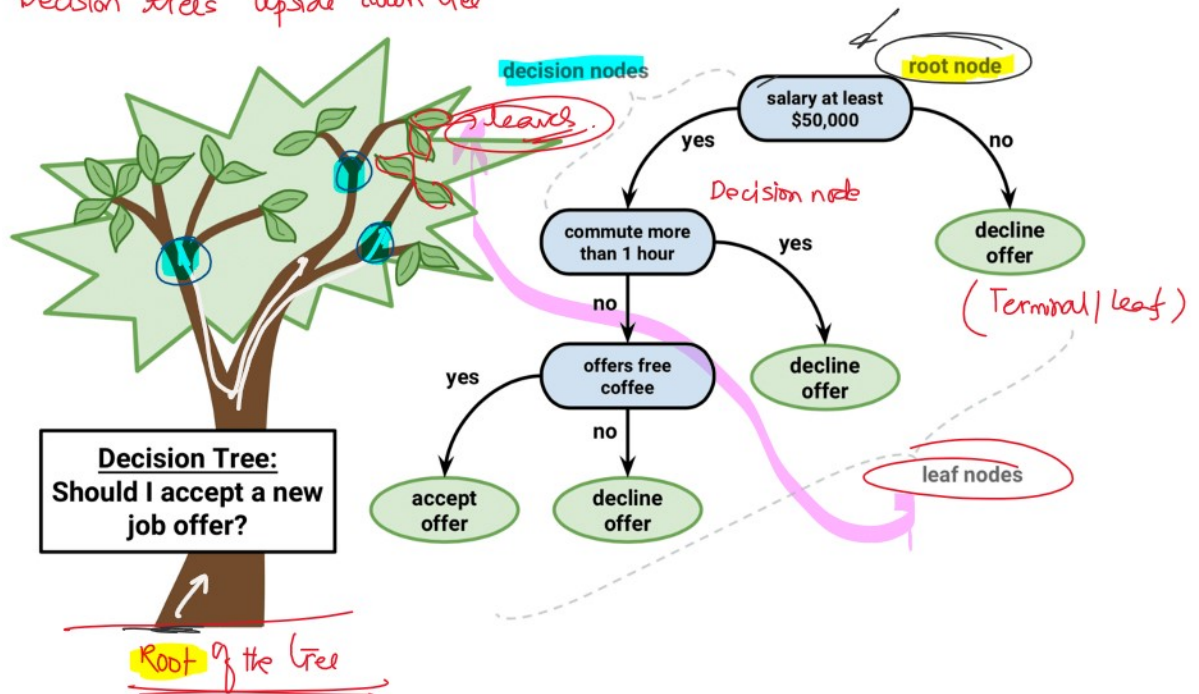 Decision trees upside down tree
decision nodes
root node
leaves.
salary at least
$50,000
yes
no
Decision node
commute more
than 1 hour
yes
decline
offer
(Terminal/Leaf)
no
offers free
coffee
decline
offer
yes
no
Decision Tree:
Should I accept a new
job offer?
leaf nodes
accept
offer
decline
offer
Root of the Tree